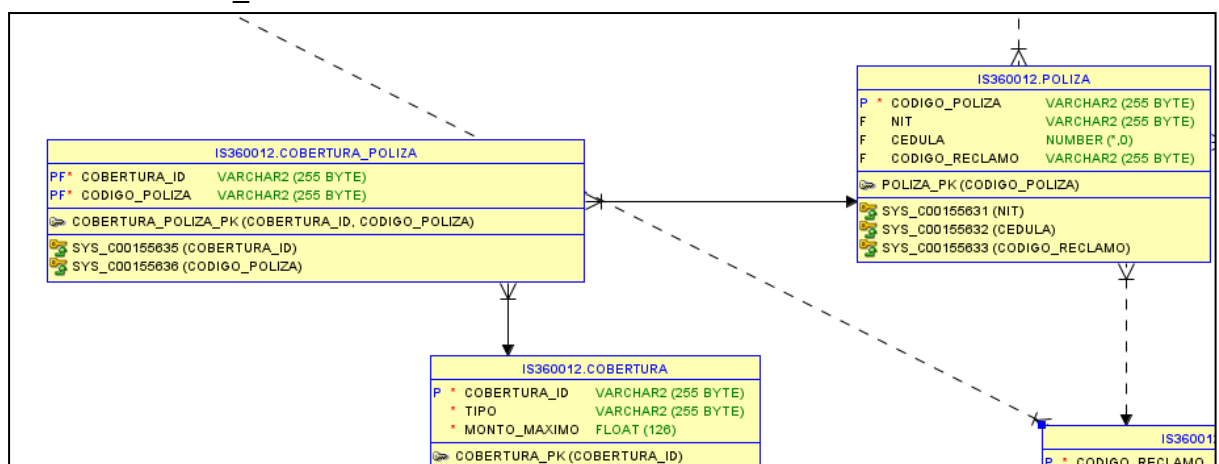 IS360012.POLIZA
P * CODIGO_POLIZA VARCHAR2 (255 BYTE)
F NIT VARCHAR2 (255 BYTE)
F CEDULA NUMBER (*,0)
F CODIGO_RECLAMO VARCHAR2 (255 BYTE)
POLIZA_PK (CODIGO_POLIZA)
SYS_C00155631 (NIT)
SYS_C00155632 (CEDULA)
SYS_C00155633 (CODIGO_RECLAMO)
IS360012.COBERTURA_POLIZA
PF* COBERTURA_ID VARCHAR2 (255 BYTE)
PF* CODIGO_POLIZA VARCHAR2 (255 BYTE)
COBERTURA_POLIZA_PK (COBERTURA_ID, CODIGO_POLIZA)
SYS_C00155635 (COBERTURA_ID)
SYS_C00155636 (CODIGO_POLIZA)
IS360012.COBERTURA
P * COBERTURA_ID VARCHAR2 (255 BYTE)
* TIPO VARCHAR2 (255 BYTE)
* MONTO_MAXIMO FLOAT (126)
COBERTURA_PK (COBERTURA_ID)
IS36001
P * CODIGO_RECLAMO